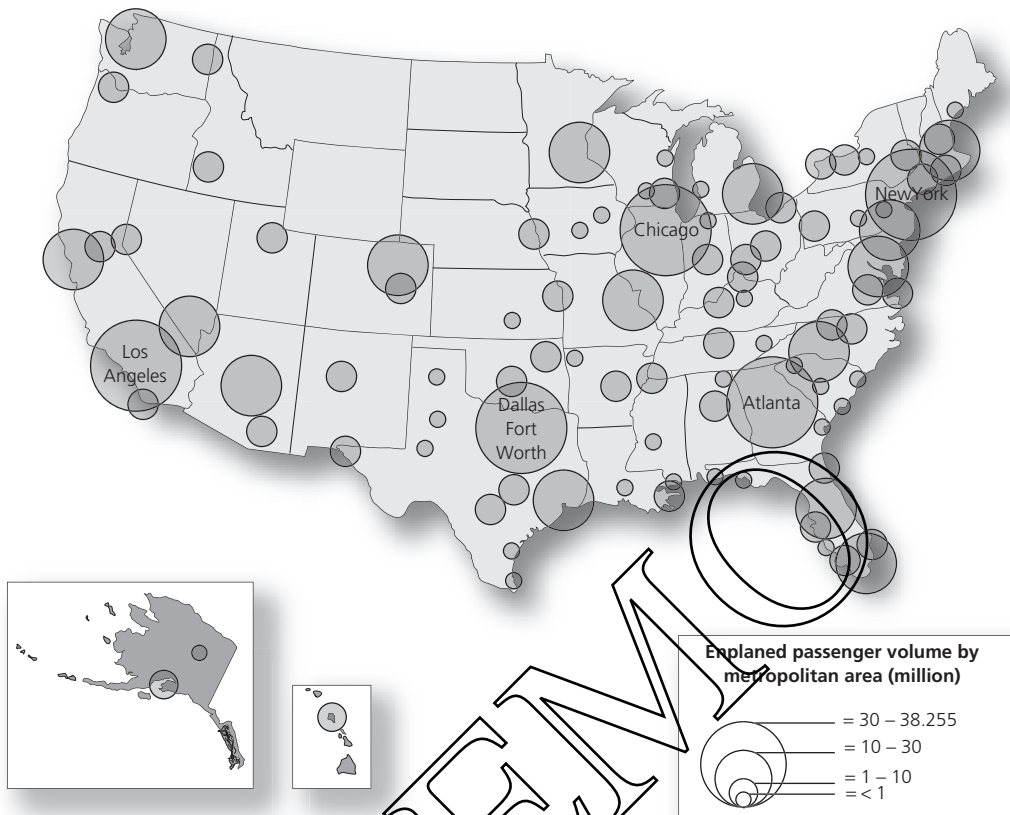 New York
Chicago
Los
Angeles
Dallas
Fort
Worth
Atlanta
Enplaned passenger volume by
metropolitan area (million)
= 30 – 38.255
= 10 – 30
= 1 – 10
= < 1
EMO